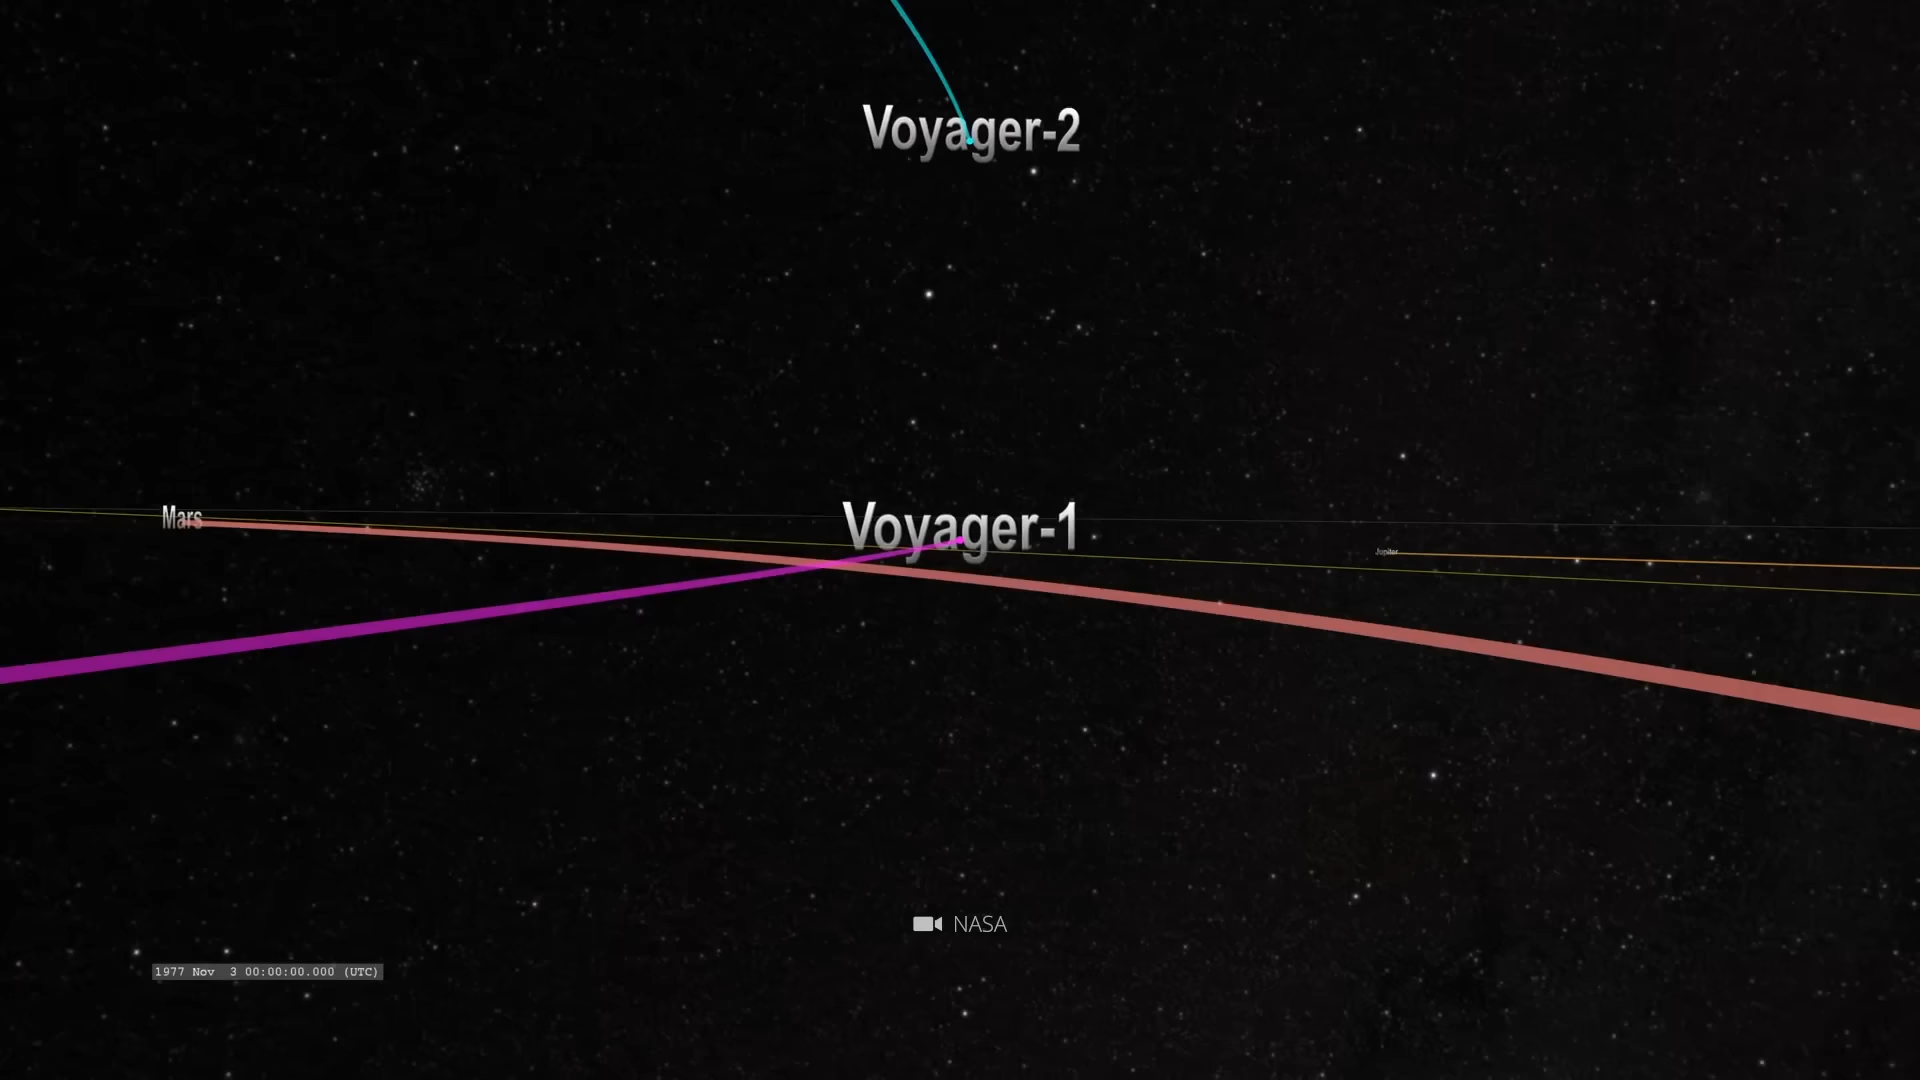 Voyager-2
Mars
Voyager-1
Jupiter
NASA
1977 Nov  3 00:00:00.000 (UTC)